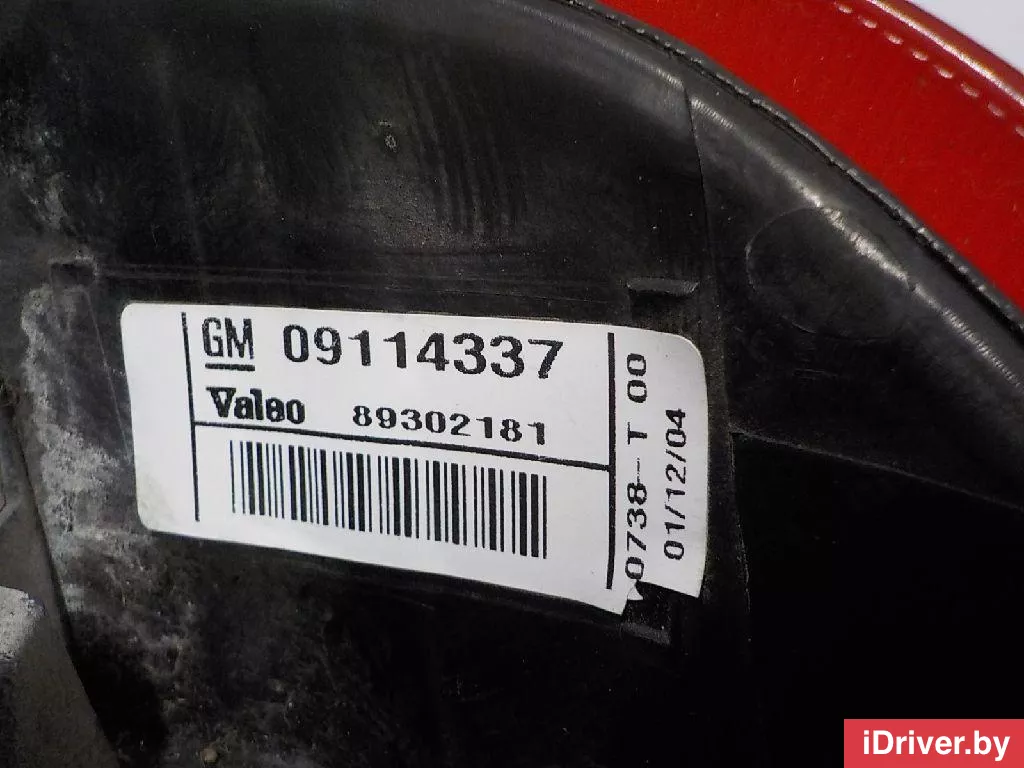 GM 09114337
Valeo 89302181
0738-T 00
01/12/04
iDriver.by